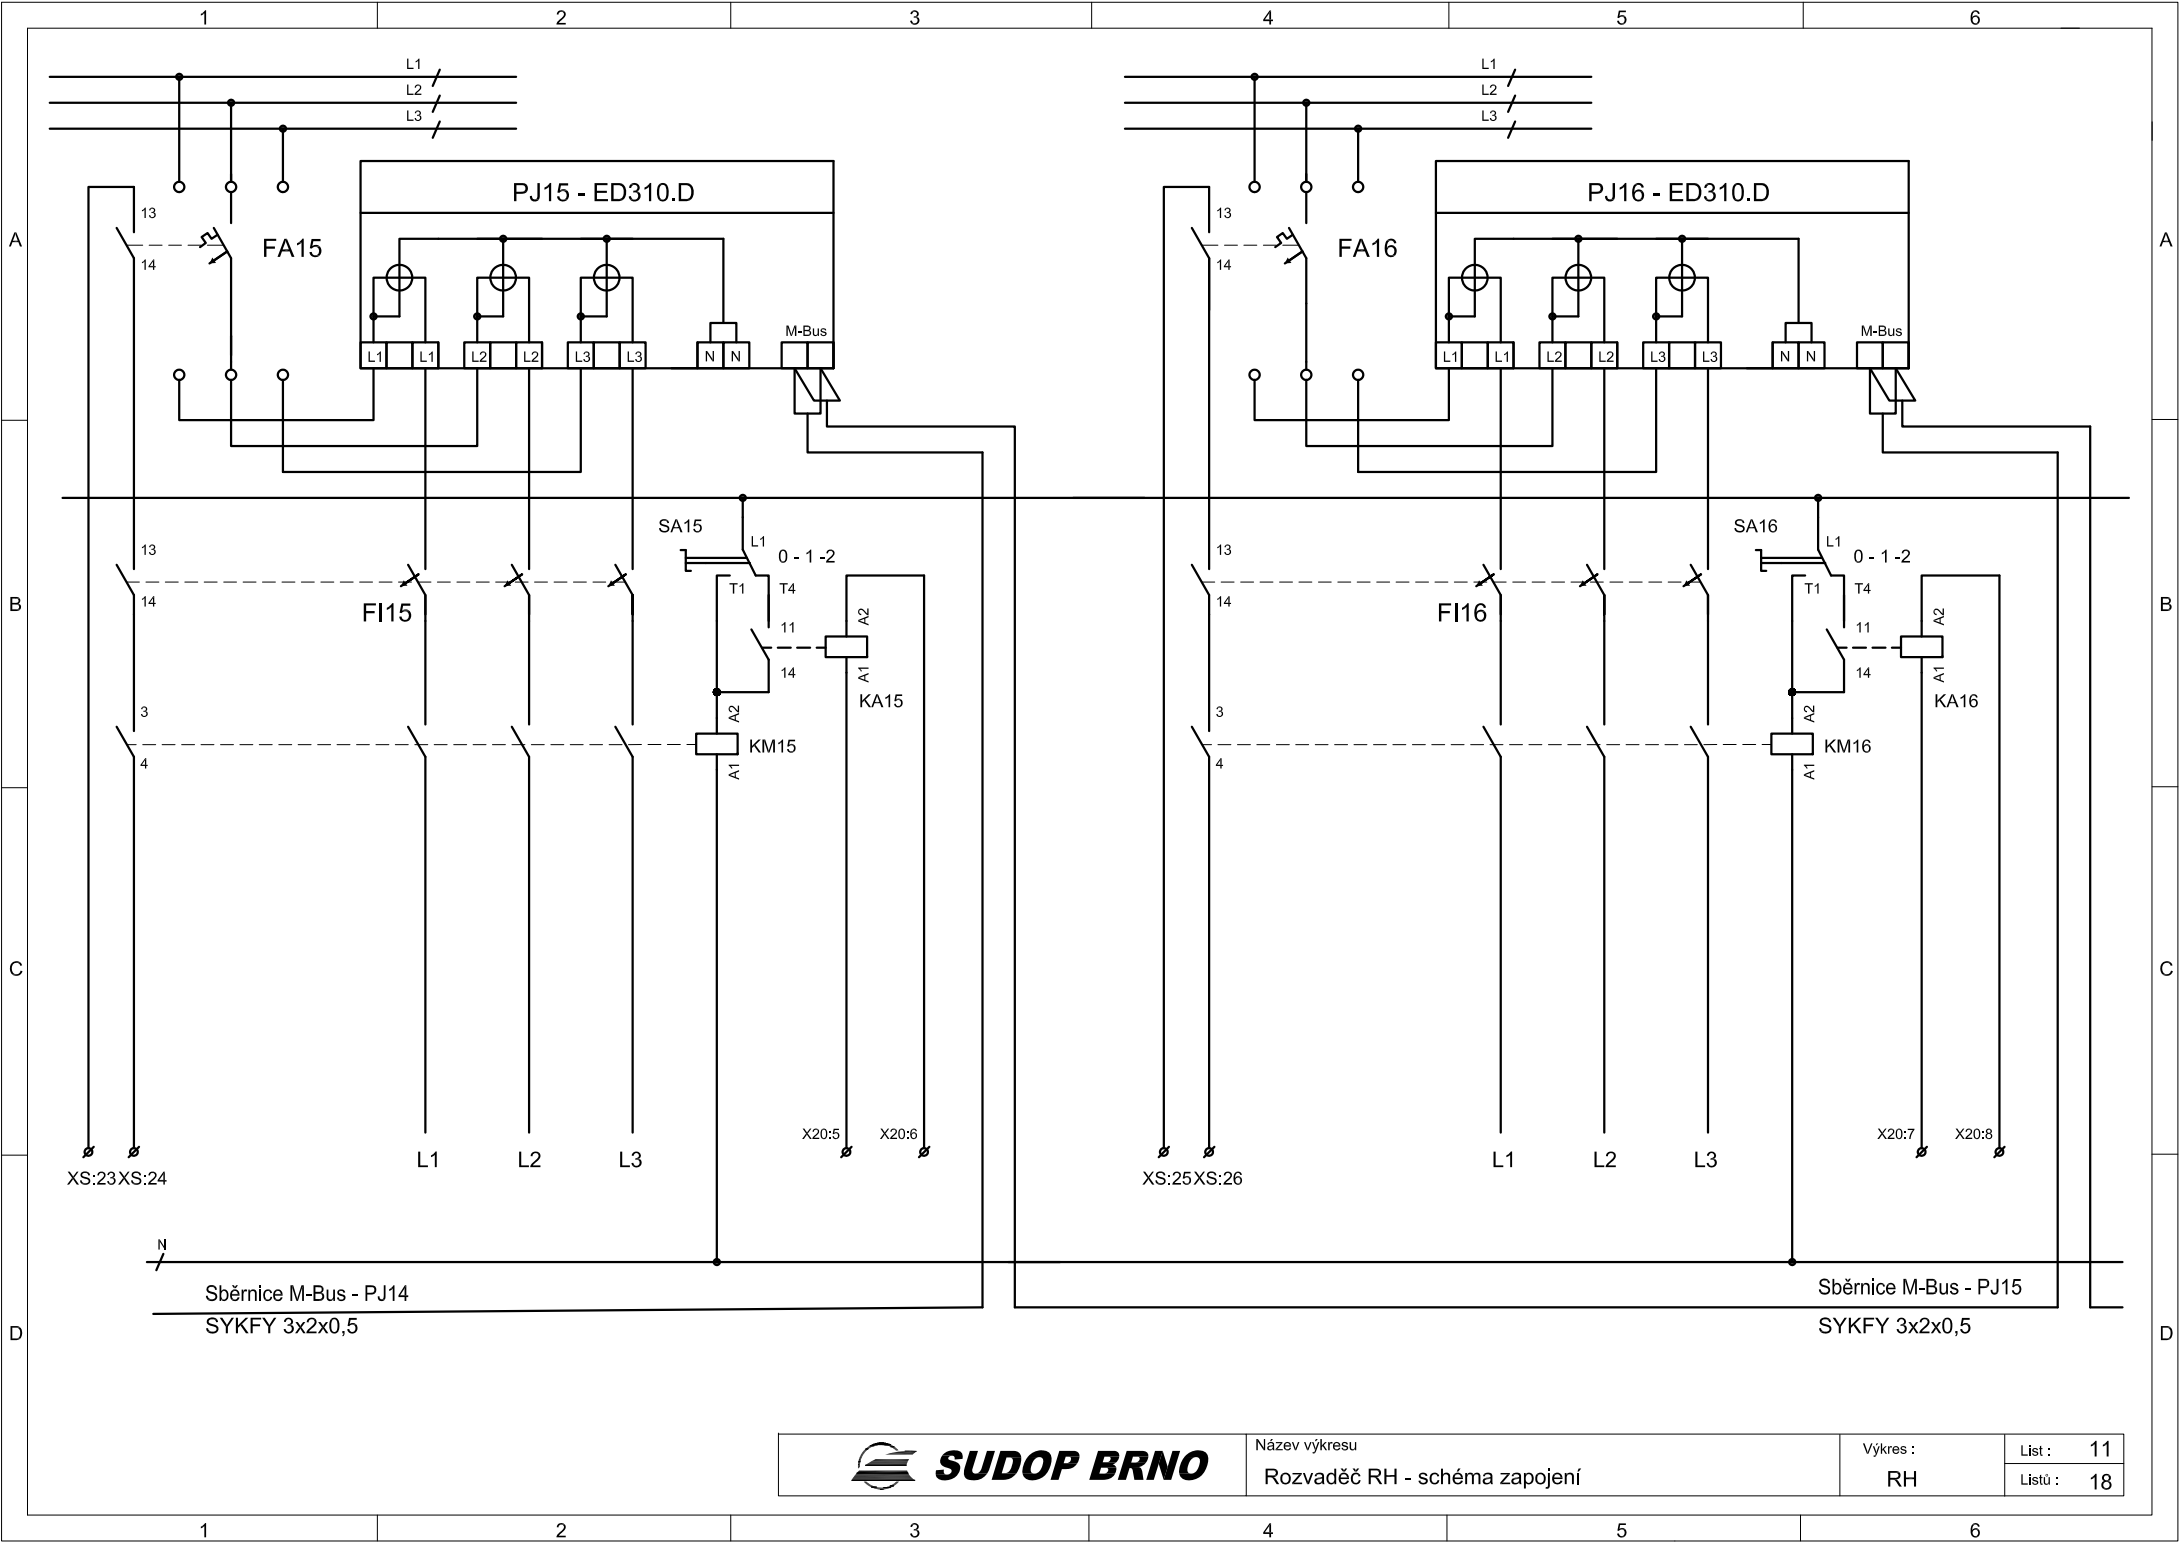 1 2 3 4 5 6
L1
L2
L3
PJ15 - ED310.D
13
14
FA15
A
M-Bus
L1 L1 L2 L2 L3 L3 N N
SA15
L1
0 - 1 -2
T1 T4
13
14
FI15
B
11
14
A2
A1
KA15
3
4
A2
A1
KM15
C
X20:5 X20:6
XS:23 XS:24
L1 L2 L3
L1
L2
L3
PJ16 - ED310.D
13
14
FA16
A
M-Bus
L1 L1 L2 L2 L3 L3 N N
SA16
L1
0 - 1 -2
T1 T4
13
14
FI16
B
11
14
A2
A1
KA16
3
4
A2
A1
KM16
C
X20:7 X20:8
XS:25 XS:26
L1 L2 L3
N
Sběrnice M-Bus - PJ14
SYKFY 3x2x0,5
Sběrnice M-Bus - PJ15
SYKFY 3x2x0,5
D D
SUDOP BRNO
Název výkresu
Rozvaděč RH - schéma zapojení
Výkres :
RH
List : 11
Listů : 18
1 2 3 4 5 6